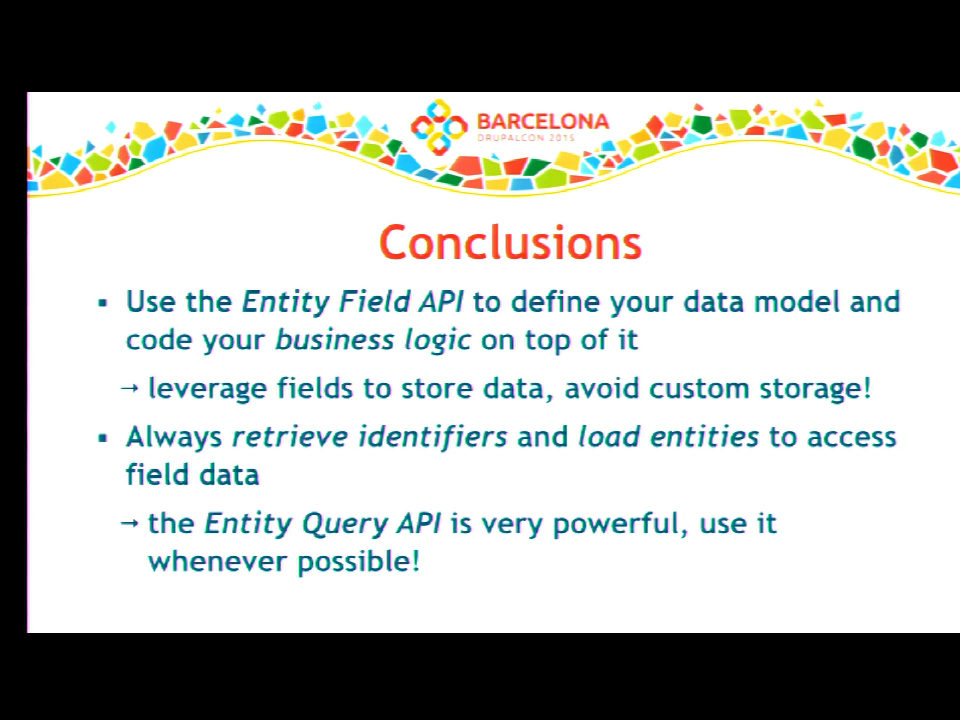 BARCELONA
DRUPALCON 2015
Conclusions
▪ Use the Entity Field API to define your data model and
code your business logic on top of it
→ leverage fields to store data, avoid custom storage!
▪ Always retrieve identifiers and load entities to access
field data
→ the Entity Query API is very powerful, use it
whenever possible!